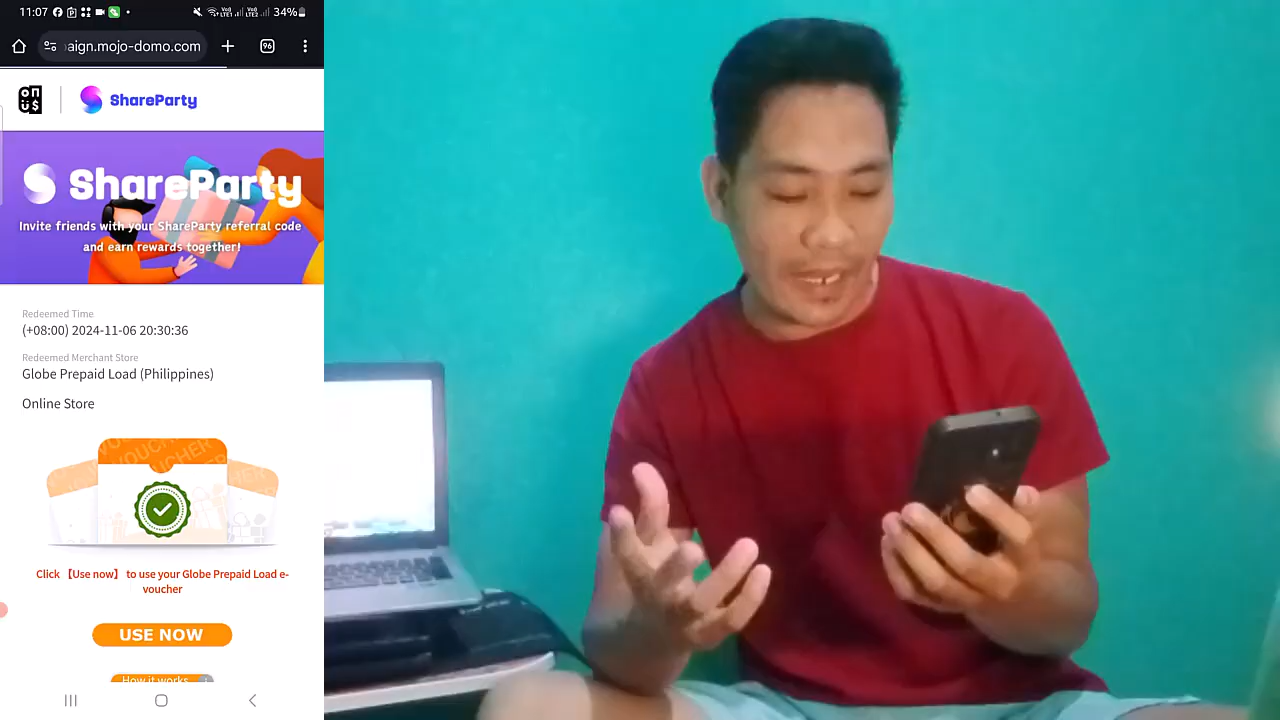 11:07
34%
aign.mojo-domo.com
96
ShareParty
ShareParty
Invite friends with your ShareParty referral code
and earn rewards together!
Redeemed Time
(+08:00) 2024-11-06 20:30:36
Redeemed Merchant Store
Globe Prepaid Load (Philippines)
Online Store
VOUCHER
Click 【Use now】 to use your Globe Prepaid Load e-
voucher
USE NOW
How it works